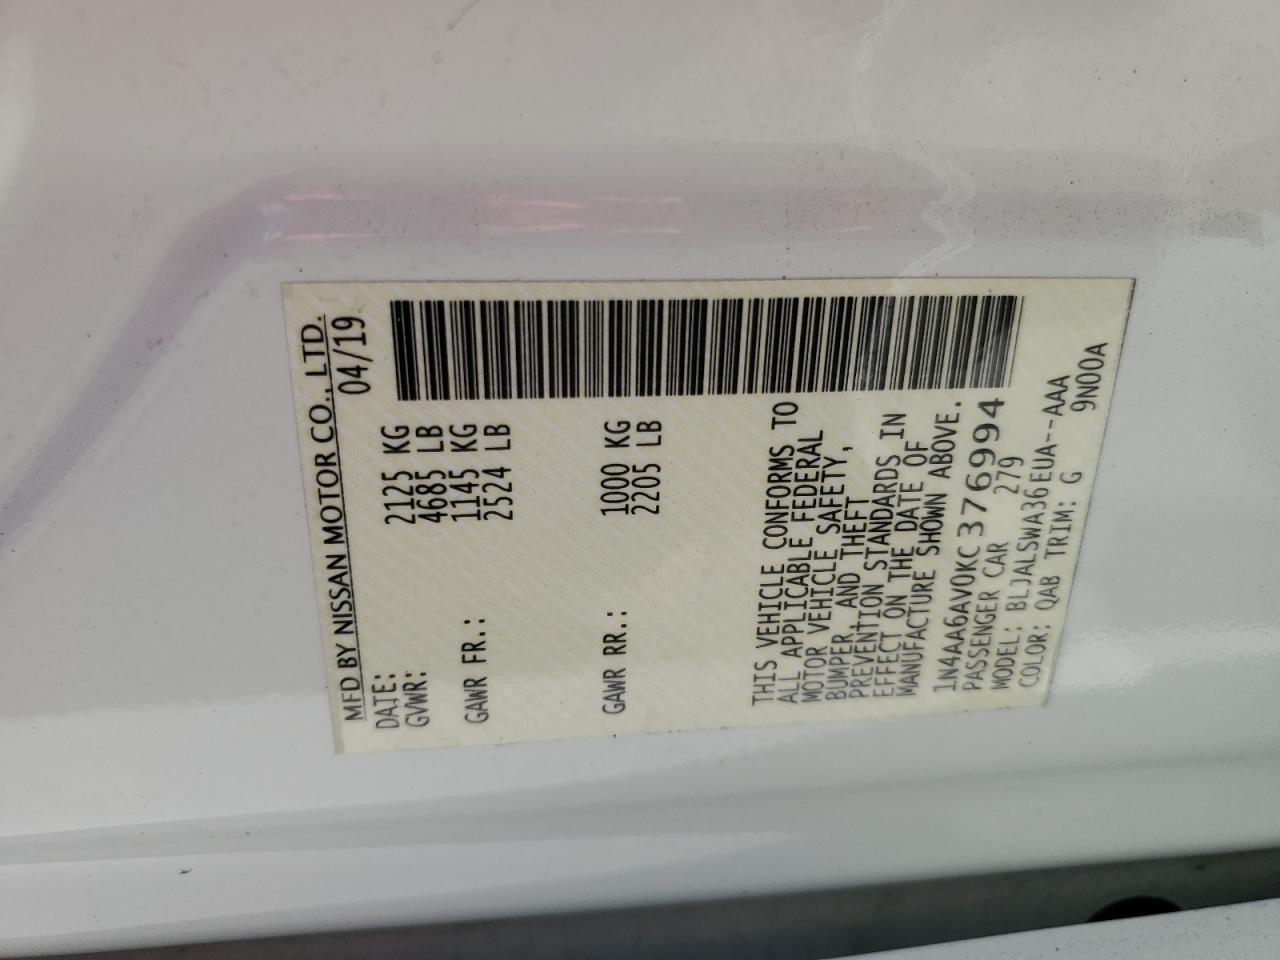 MFD BY NISSAN MOTOR CO., LTD.
DATE: 04/19
GVWR: 2125 KG
4685 LB
GAWR FR.: 1145 KG
2524 LB
GAWR RR.: 1000 KG
2205 LB
THIS VEHICLE CONFORMS TO
ALL APPLICABLE FEDERAL
MOTOR VEHICLE SAFETY,
BUMPER, AND THEFT
PREVENTION STANDARDS IN
EFFECT ON THE DATE OF
MANUFACTURE SHOWN ABOVE.
1N4AA6AV0KC376994
PASSENGER CAR 279
MODEL: BLJALSWA36EUA--AAA
COLOR: QAB TRIM: G 9N00A